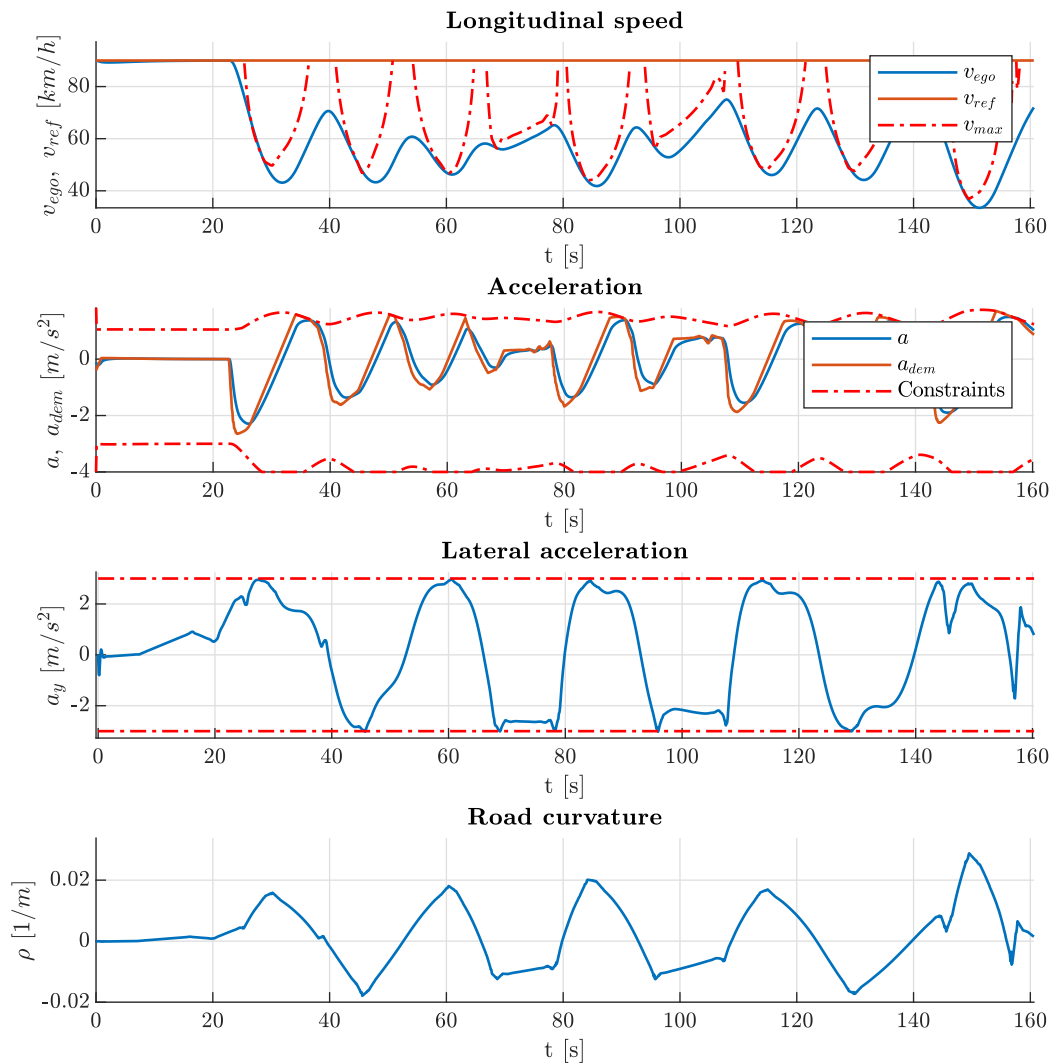 Longitudinal speed
v_ego, v_ref [km/h]
80
60
40
v_ego
v_ref
v_max
0 20 40 60 80 100 120 140 160
t [s]
Acceleration
a, a_dem [m/s²]
0
-2
-4
a
a_dem
Constraints
0 20 40 60 80 100 120 140 160
t [s]
Lateral acceleration
a_y [m/s²]
2
0
-2
0 20 40 60 80 100 120 140 160
t [s]
Road curvature
ρ [1/m]
0.02
0
-0.02
0 20 40 60 80 100 120 140 160
t [s]